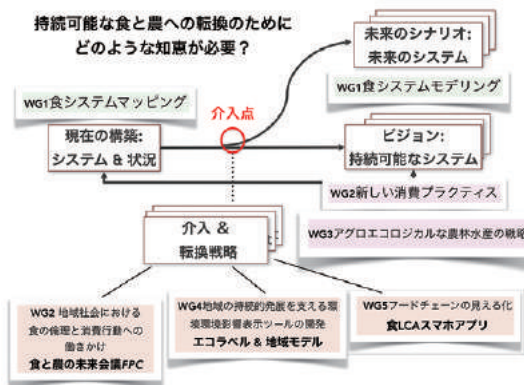 持続可能な食と農への転換のために
どのような知恵が必要？
未来のシナリオ:
未来のシステム
WG1食システムマッピング
WG1食システムモデリング
介入点
現在の構築:
システム & 状況
ビジョン:
持続可能なシステム
WG2新しい消費プラクティス
介入 &
転換戦略
WG3アグロエコロジカルな農林水産の戦略
WG2 地域社会における
食の倫理と消費行動への
働きかけ
食と農の未来会議FPC
WG4地域の持続的発展を支える環
境環境影響表示ツールの開発
エコラベル & 地域モデル
WG5フードチェーンの見える化
食LCAスマホアプリ